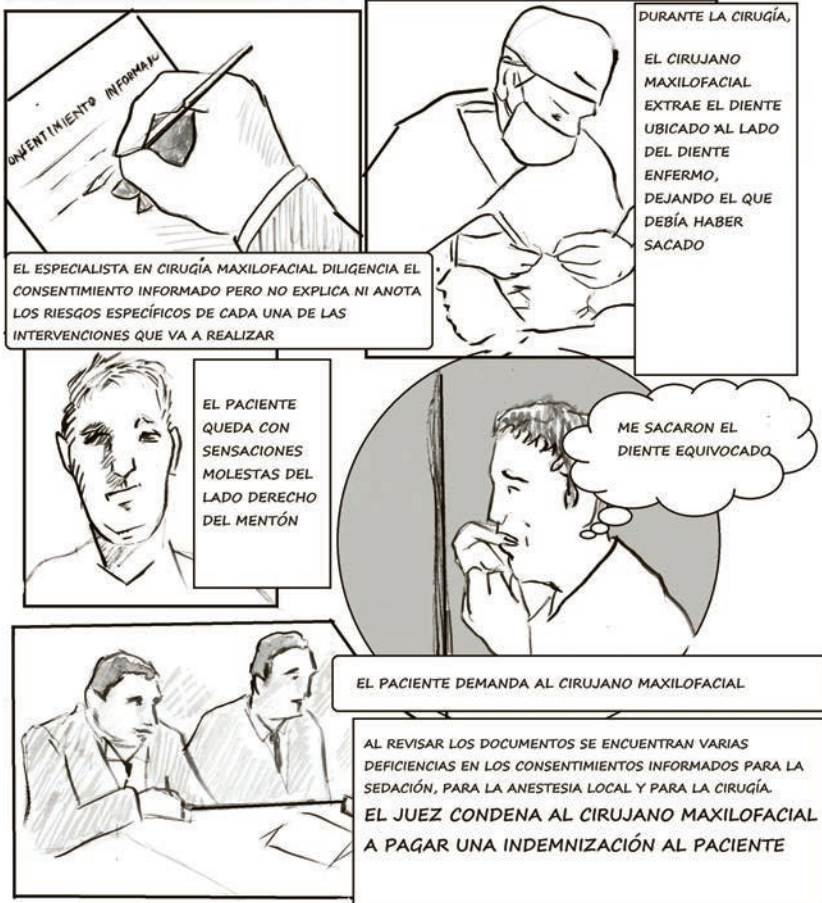 ONSENTIMIENTO INFORMADO
EL ESPECIALISTA EN CIRUGÍA MAXILOFACIAL DILIGENCIA EL
CONSENTIMIENTO INFORMADO PERO NO EXPLICA NI ANOTA
LOS RIESGOS ESPECÍFICOS DE CADA UNA DE LAS
INTERVENCIONES QUE VA A REALIZAR
DURANTE LA CIRUGÍA,
EL CIRUJANO
MAXILOFACIAL
EXTRAE EL DIENTE
UBICADO AL LADO
DEL DIENTE
ENFERMO,
DEJANDO EL QUE
DEBÍA HABER
SACADO
EL PACIENTE
QUEDA CON
SENSACIONES
MOLESTAS DEL
LADO DERECHO
DEL MENTÓN
ME SACARON EL
DIENTE EQUIVOCADO
EL PACIENTE DEMANDA AL CIRUJANO MAXILOFACIAL
AL REVISAR LOS DOCUMENTOS SE ENCUENTRAN VARIAS
DEFICIENCIAS EN LOS CONSENTIMIENTOS INFORMADOS PARA LA
SEDACIÓN, PARA LA ANESTESIA LOCAL Y PARA LA CIRUGÍA.
EL JUEZ CONDENA AL CIRUJANO MAXILOFACIAL
A PAGAR UNA INDEMNIZACIÓN AL PACIENTE